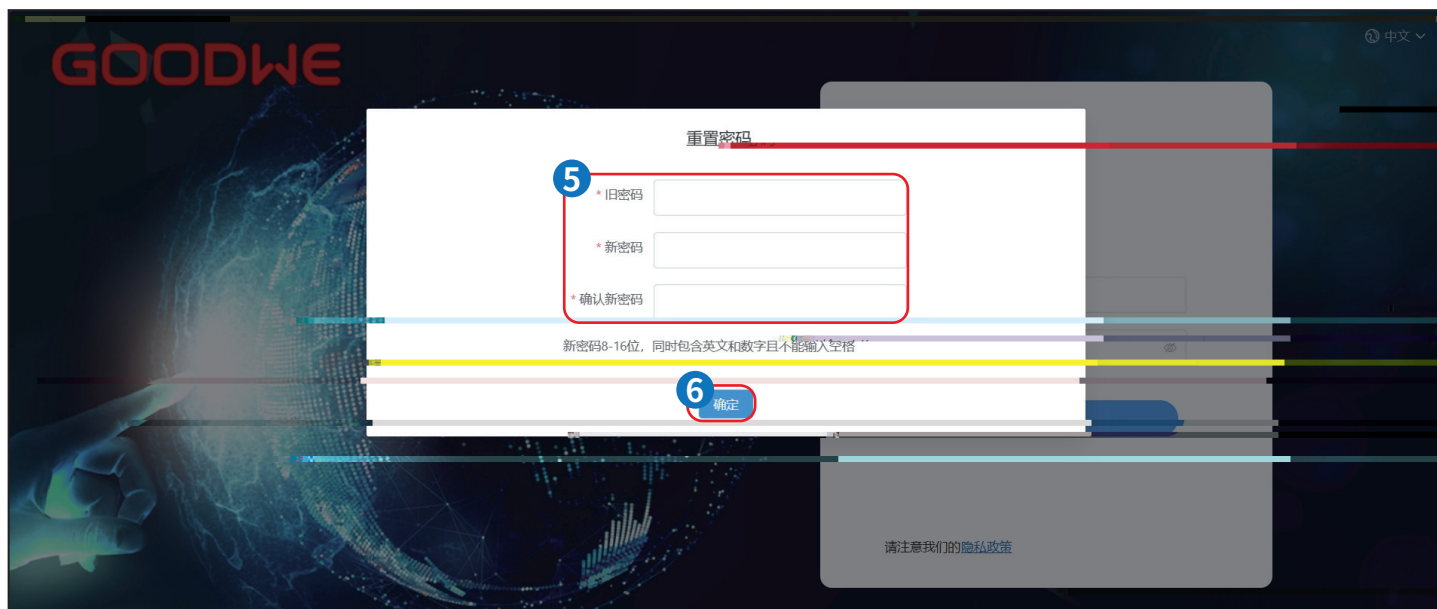 GOODWE
中文
重置密码
5
* 旧密码
* 新密码
* 确认新密码
新密码8-16位，同时包含英文和数字且不能输入空格
6
确定
请注意我们的隐私政策